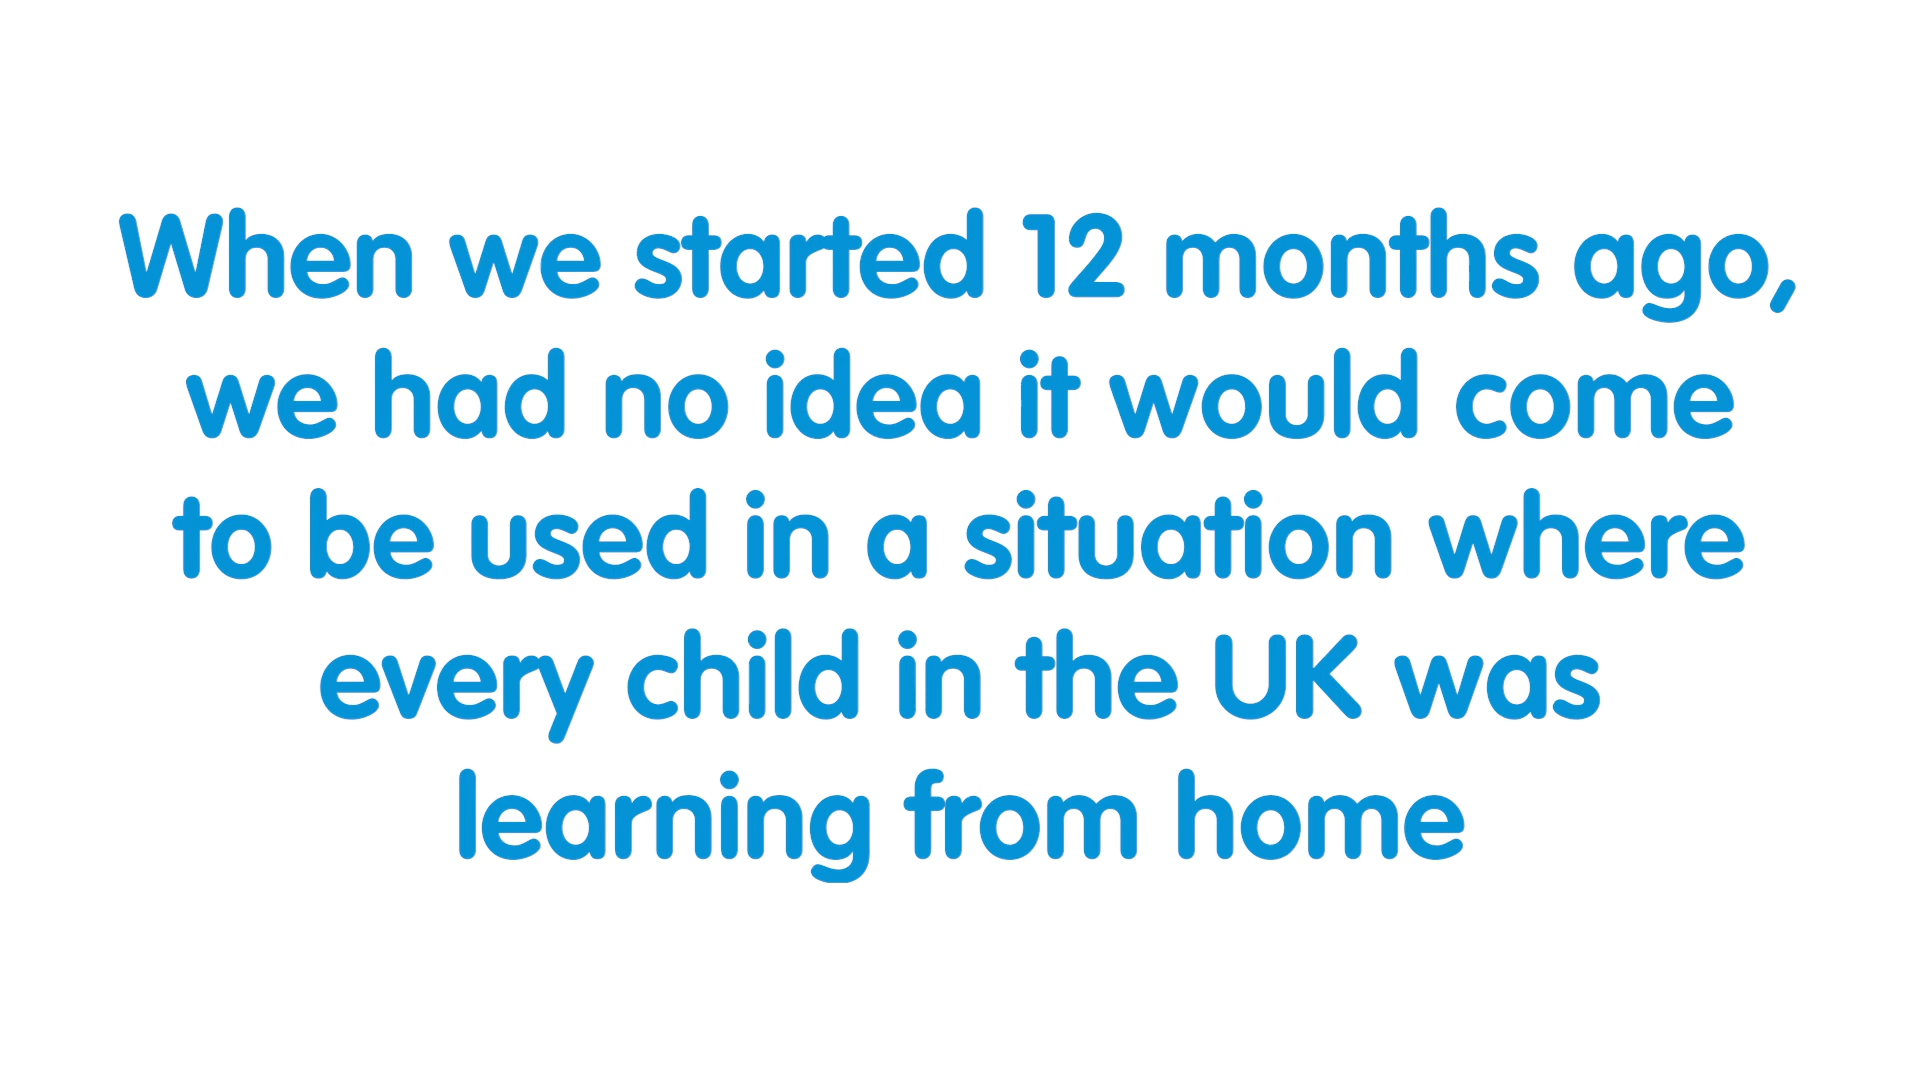 When we started 12 months ago,
we had no idea it would come
to be used in a situation where
every child in the UK was
learning from home